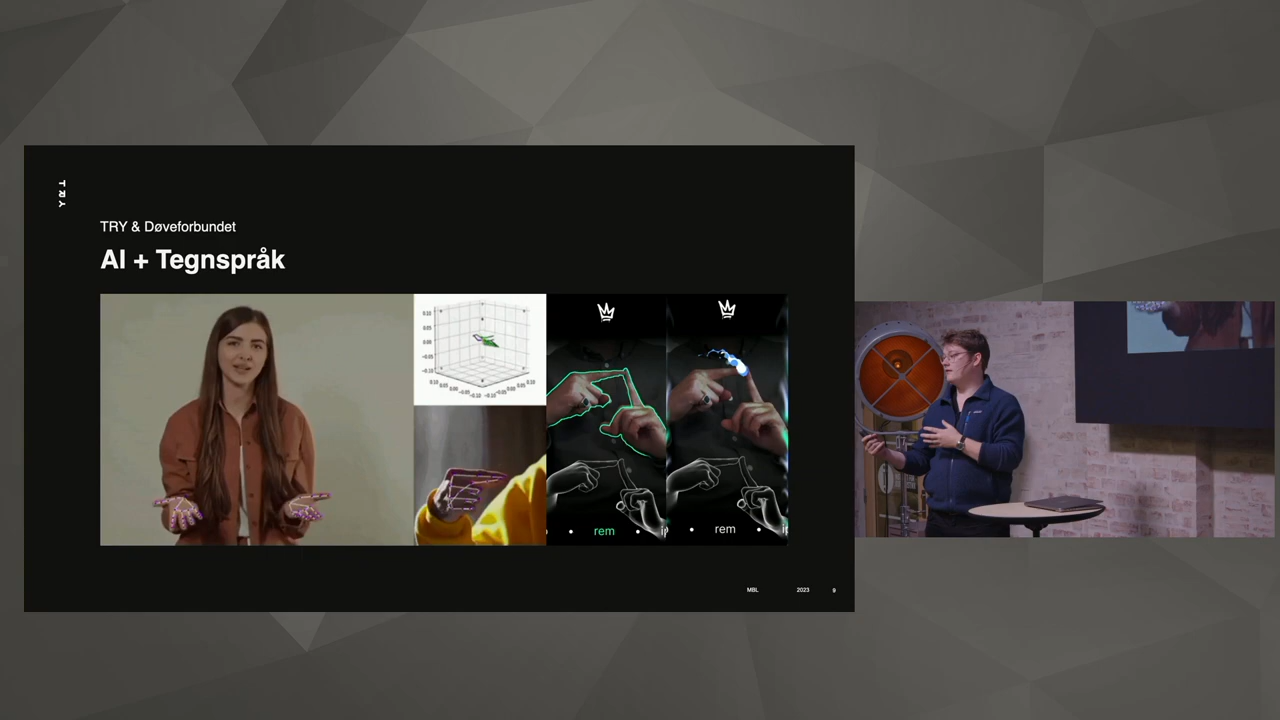 TRY
TRY & Døveforbundet
AI + Tegnspråk
rem
rem
MBL
2023
9